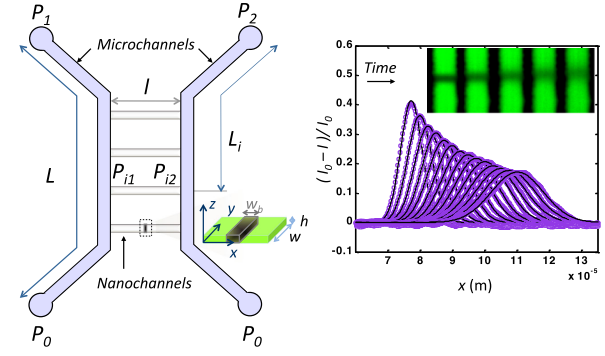 P1
P2
Microchannels
l
L
Li
Pi1
Pi2
z
y
x
wb
h
w
Nanochannels
P0
P0
0.6
0.5
0.4
0.3
0.2
0.1
0
-0.1
(I0 – I)/I0
Time
7
8
9
10
11
12
13
x 10-5
x (m)